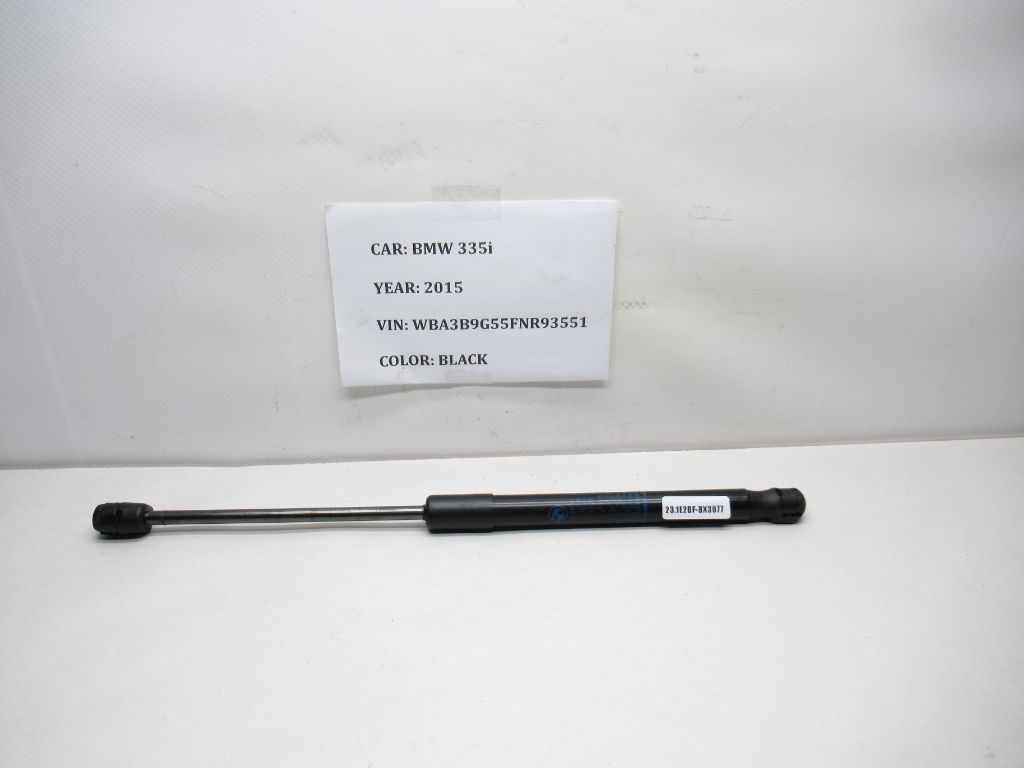 CAR: BMW 335i
YEAR: 2015
VIN: WBA3B9G55FNR93551
COLOR: BLACK
23.1E2DF-BX3077